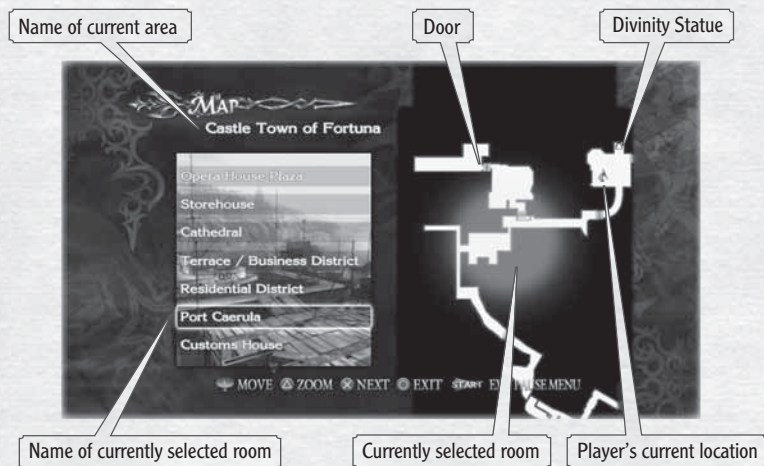 Name of current area
Door
Divinity Statue
MAP
Castle Town of Fortuna
Opera House Plaza
Storehouse
Cathedral
Terrace / Business District
Residential District
Port Caerula
Customs House
MOVE ZOOM NEXT EXIT START MENU
Name of currently selected room
Currently selected room
Player's current location